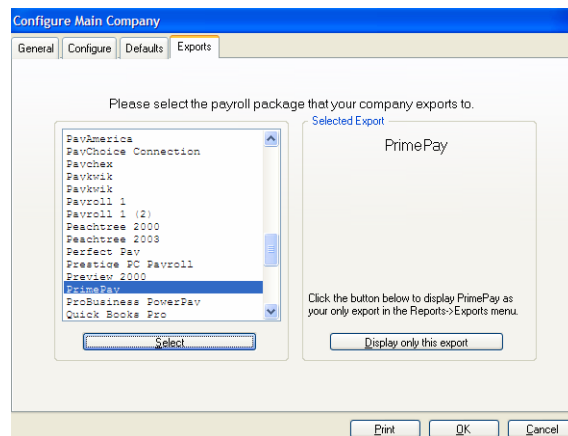 Configure Main Company
General Configure Defaults Exports
Please select the payroll package that your company exports to.
PayAmerica
PayChoice Connection
Paychex
Paykwik
Paykwik
Payroll 1
Payroll 1 (2)
Peachtree 2000
Peachtree 2003
Perfect Pay
Prestige PC Payroll
Preview 2000
PrimePay
ProBusiness PowerPay
Quick Books Pro
Select
Selected Export
PrimePay
Click the button below to display PrimePay as
your only export in the Reports->Exports menu.
Display only this export
Print OK Cancel